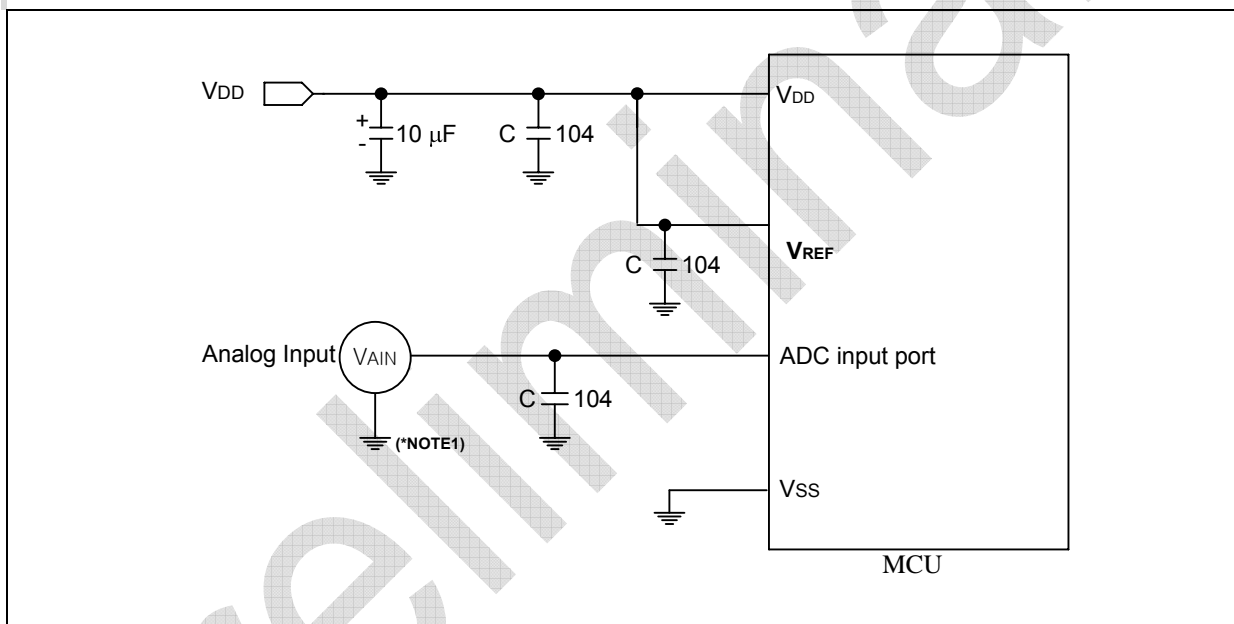 VDD
VDD
+
-
10 μF
C 104
VREF
C 104
Analog Input
VAIN
ADC input port
C 104
(*NOTE1)
VSS
MCU